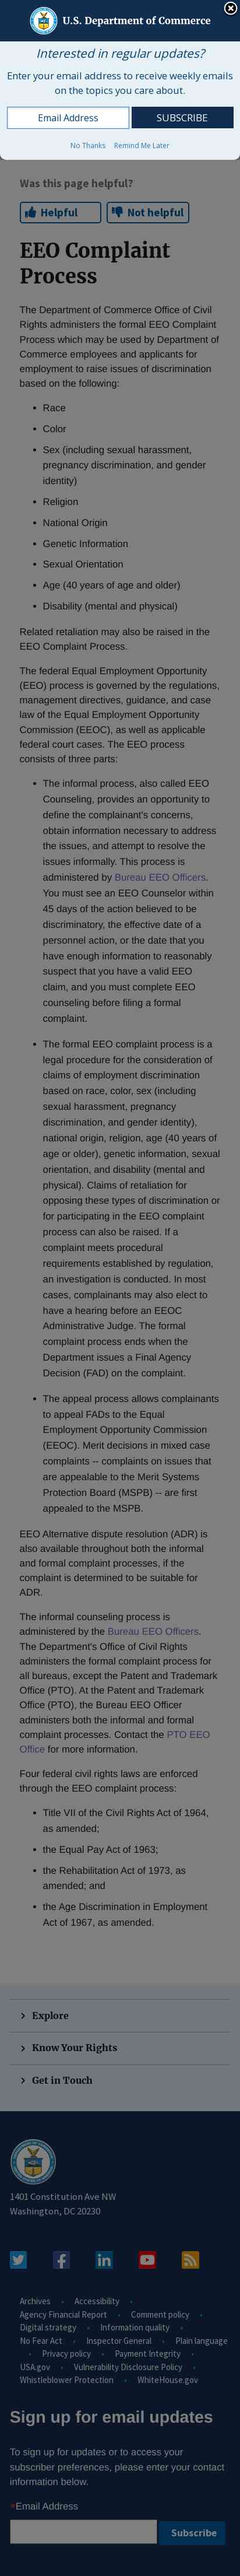 U.S. Department of Commerce
Interested in regular updates?
Enter your email address to receive weekly emails
on the topics you care about.
Email Address SUBSCRIBE
No Thanks Remind Me Later
Was this page helpful?
Helpful Not helpful
EEO Complaint
Process
The Department of Commerce Office of Civil
Rights administers the formal EEO Complaint
Process which may be used by Department of
Commerce employees and applicants for
employment to raise issues of discrimination
based on the following:
• Race
• Color
• Sex (including sexual harassment,
pregnancy discrimination, and gender
identity)
• Religion
• National Origin
• Genetic Information
• Sexual Orientation
• Age (40 years of age and older)
• Disability (mental and physical)
Related retaliation may also be raised in the
EEO Complaint Process.
The federal Equal Employment Opportunity
(EEO) process is governed by the regulations,
management directives, guidance, and case
law of the Equal Employment Opportunity
Commission (EEOC), as well as applicable
federal court cases. The EEO process
consists of three parts:
• The informal process, also called EEO
Counseling, provides an opportunity to
define the complainant's concerns,
obtain information necessary to address
the issues, and attempt to resolve the
issues informally. This process is
administered by Bureau EEO Officers.
You must see an EEO Counselor within
45 days of the action believed to be
discriminatory, the effective date of a
personnel action, or the date that you
have enough information to reasonably
suspect that you have a valid EEO
claim, and you must complete EEO
counseling before filing a formal
complaint.
• The formal EEO complaint process is a
legal procedure for the consideration of
claims of employment discrimination
based on race, color, sex (including
sexual harassment, pregnancy
discrimination, and gender identity),
national origin, religion, age (40 years of
age or older), genetic information, sexual
orientation, and disability (mental and
physical). Claims of retaliation for
opposing these types of discrimination or
for participating in the EEO complaint
process can also be raised. If a
complaint meets procedural
requirements established by regulation,
an investigation is conducted. In most
cases, complainants may also elect to
have a hearing before an EEOC
Administrative Judge. The formal
complaint process ends when the
Department issues a Final Agency
Decision (FAD) on the complaint.
• The appeal process allows complainants
to appeal FADs to the Equal
Employment Opportunity Commission
(EEOC). Merit decisions in mixed case
complaints -- complaints on issues that
are appealable to the Merit Systems
Protection Board (MSPB) -- are first
appealed to the MSPB.
EEO Alternative dispute resolution (ADR) is
also available throughout both the informal
and formal complaint processes, if the
complaint is determined to be suitable for
ADR.
The informal counseling process is
administered by the Bureau EEO Officers.
The Department's Office of Civil Rights
administers the formal complaint process for
all bureaus, except the Patent and Trademark
Office (PTO). At the Patent and Trademark
Office (PTO), the Bureau EEO Officer
administers both the informal and formal
complaint processes. Contact the PTO EEO
Office for more information.
Four federal civil rights laws are enforced
through the EEO complaint process:
• Title VII of the Civil Rights Act of 1964,
as amended;
• the Equal Pay Act of 1963;
• the Rehabilitation Act of 1973, as
amended; and
• the Age Discrimination in Employment
Act of 1967, as amended.
Explore
Know Your Rights
Get in Touch
1401 Constitution Ave NW
Washington, DC 20230
Archives • Accessibility •
Agency Financial Report • Comment policy •
Digital strategy • Information quality •
No Fear Act • Inspector General • Plain language
• Privacy policy • Payment Integrity •
USA.gov • Vulnerability Disclosure Policy •
Whistleblower Protection • WhiteHouse.gov
Sign up for email updates
To sign up for updates or to access your
subscriber preferences, please enter your contact
information below.
*Email Address
Subscribe